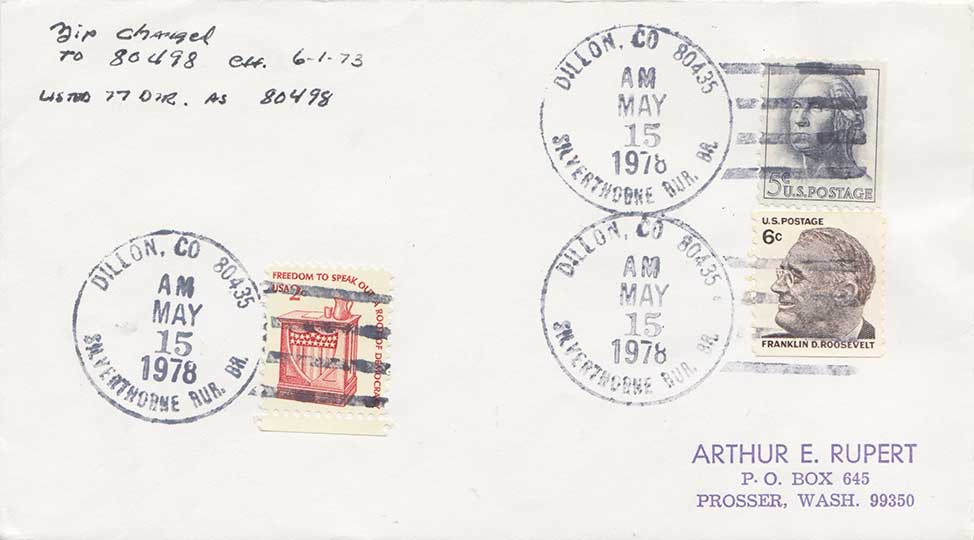 Zip Changed
TO 80498 Eff. 6-1-73
LISTED 77 DIR. AS 80498
DILLON, CO 80435
AM
MAY
15
1978
SILVERTHORNE RUR. BR.
5¢
U.S. POSTAGE
DILLON, CO 80435
AM
MAY
15
1978
SILVERTHORNE RUR. BR.
U.S. POSTAGE
6c
FRANKLIN D. ROOSEVELT
DILLON, CO 80435
AM
MAY
15
1978
SILVERTHORNE RUR. BR.
FREEDOM TO SPEAK OUT
A ROOT OF DEMOCRACY
USA 2c
ARTHUR E. RUPERT
P. O. BOX 645
PROSSER, WASH. 99350